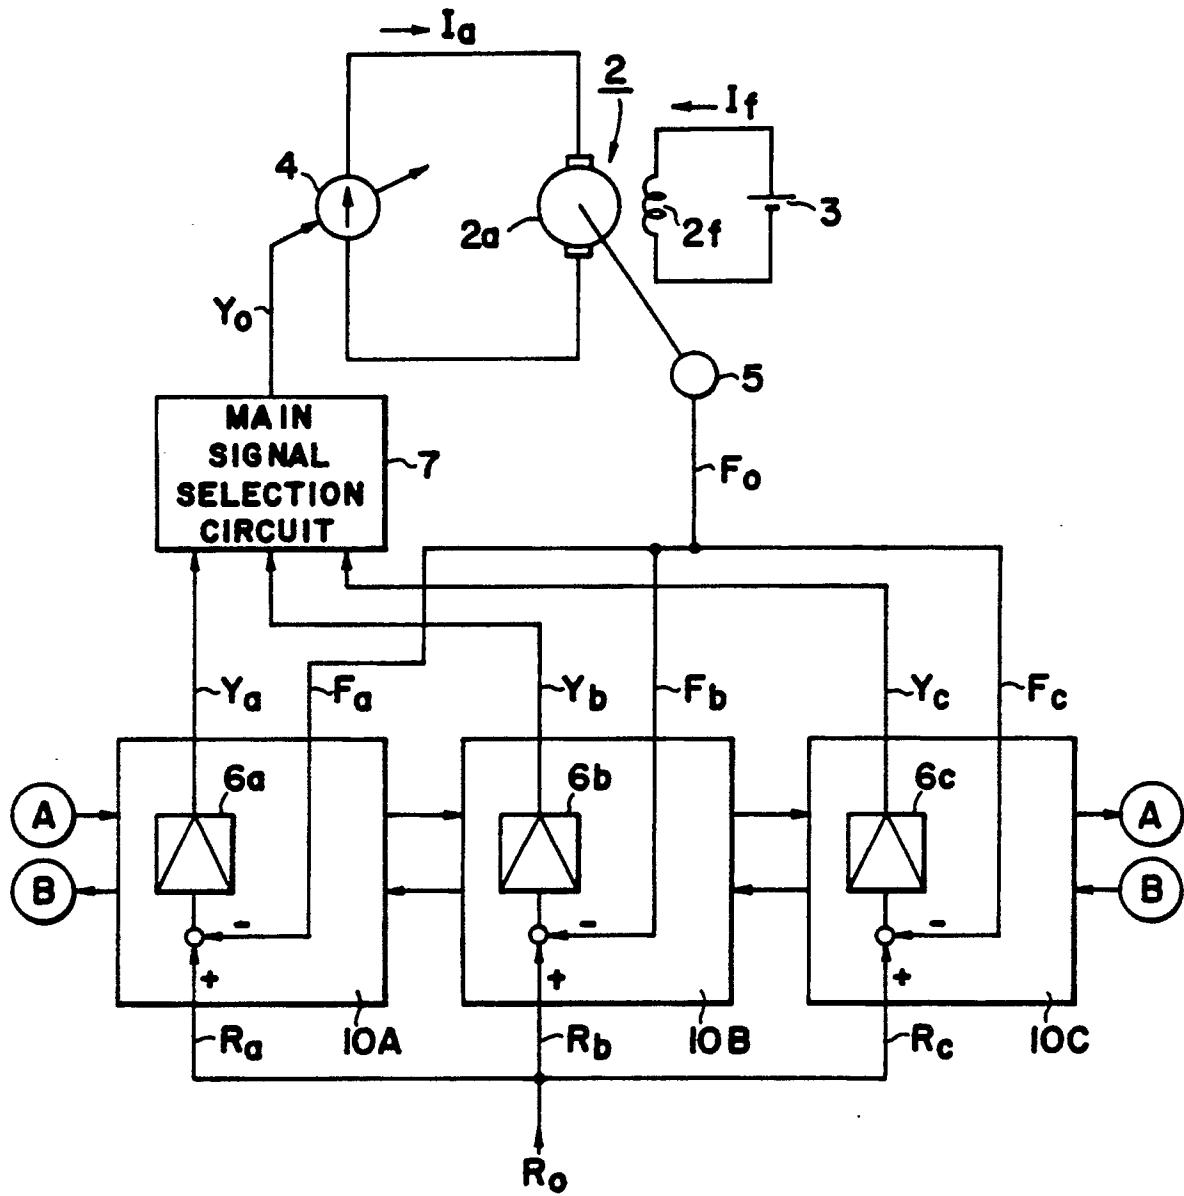 Ia
2
If
4
2a
2f
3
Yo
5
MAIN
SIGNAL
SELECTION
CIRCUIT
7
Fo
Ya
Fa
Yb
Fb
Yc
Fc
6a
6b
6c
A
A
B
B
-
-
-
+
+
+
Ra
10A
Rb
10B
Rc
10C
Ro